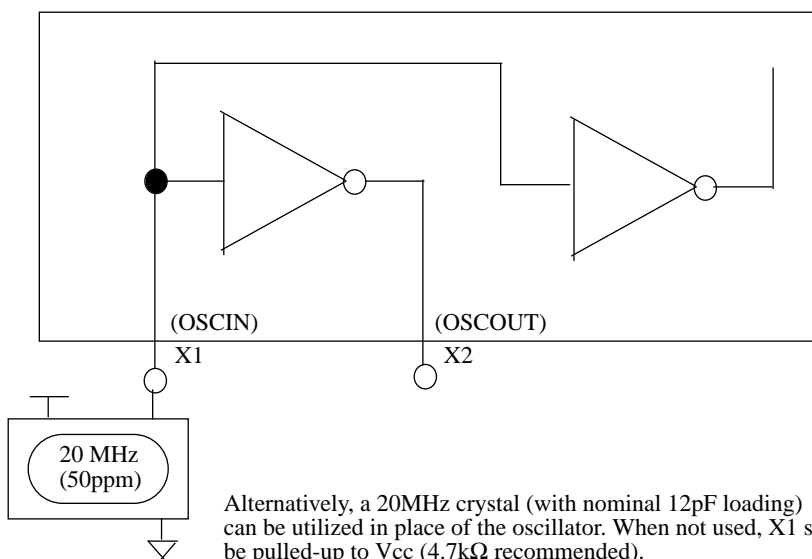 (OSCIN)
(OSCOUT)
X1
X2
20 MHz
(50ppm)
Alternatively, a 20MHz crystal (with nominal 12pF loading)
can be utilized in place of the oscillator. When not used, X1
be pulled-up to Vcc (4.7kΩ recommended).